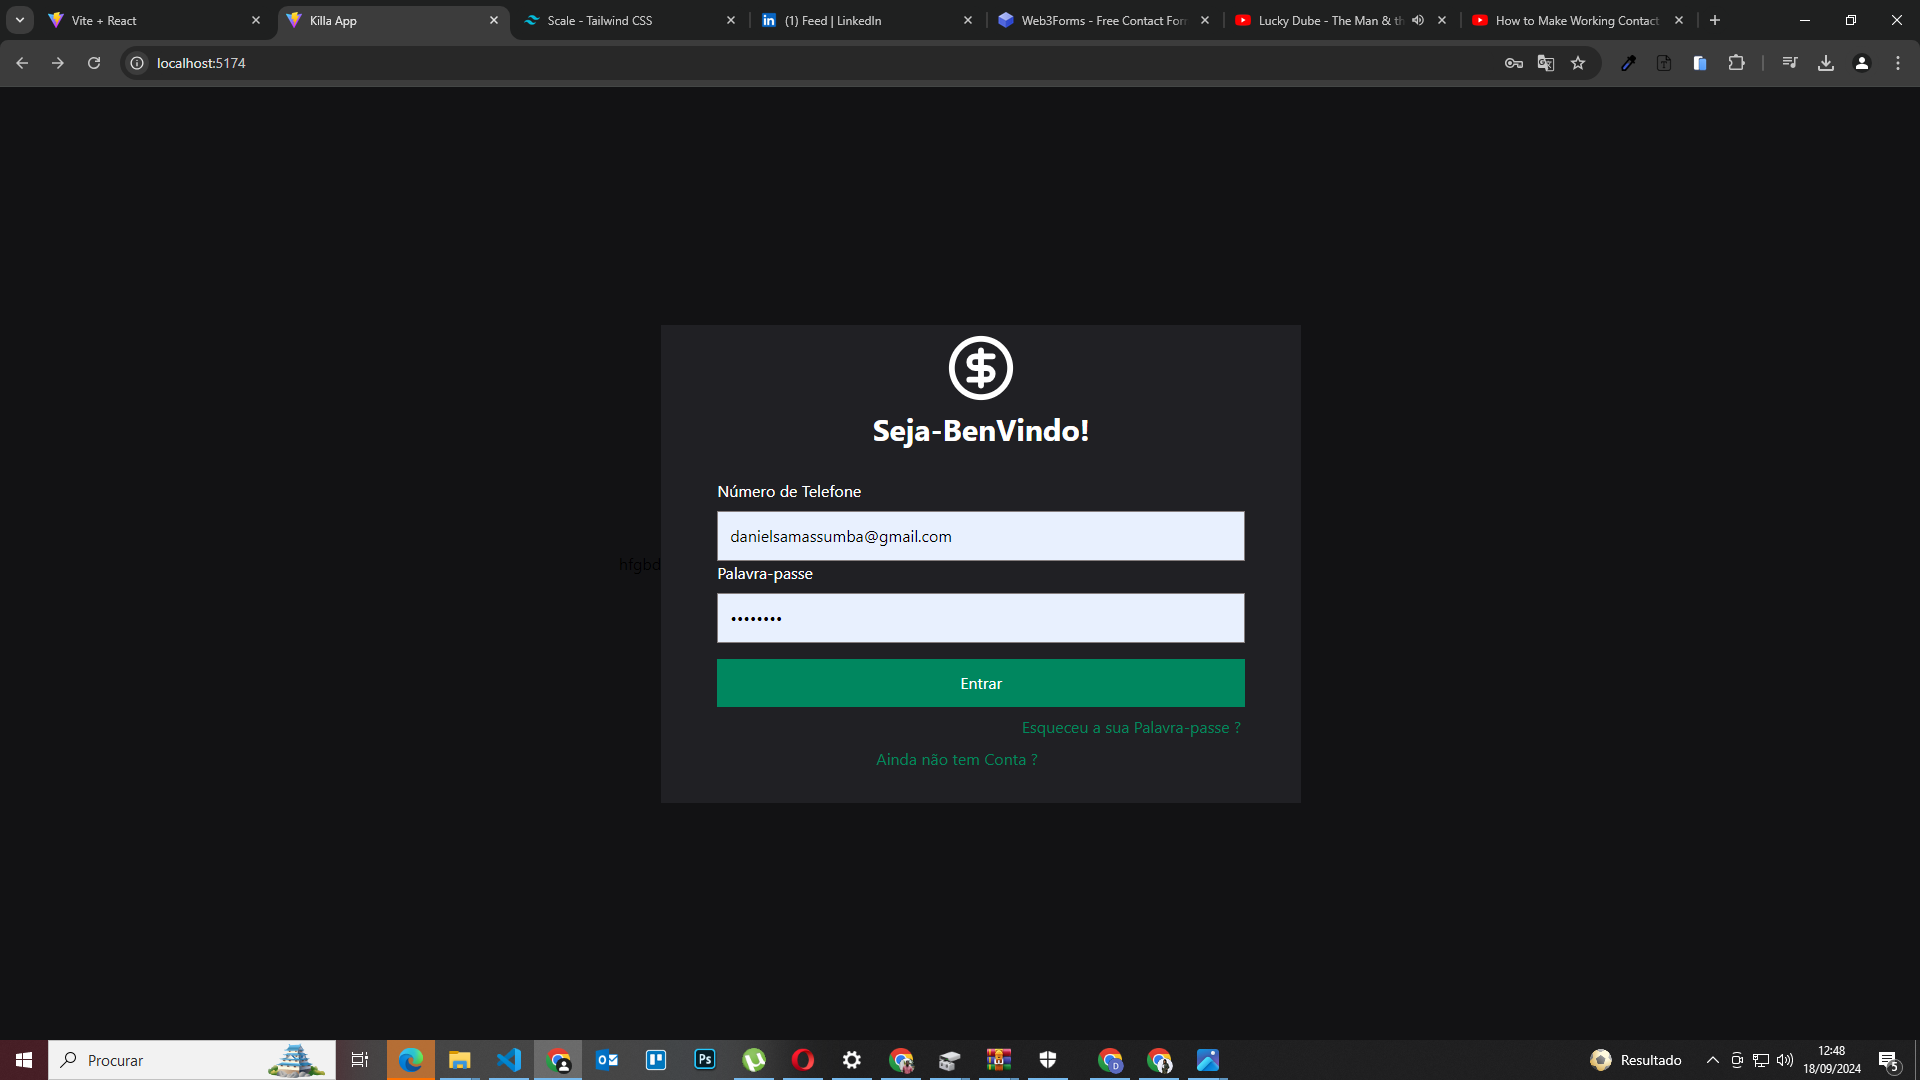 Vite + React
Killa App
Scale - Tailwind CSS
(1) Feed | LinkedIn
Web3Forms - Free Contact For
Lucky Dube - The Man & th
How to Make Working Contact
localhost:5174
Seja-BenVindo!
Número de Telefone
danielsamassumba@gmail.com
hfgbd
Palavra-passe
••••••••
Entrar
Esqueceu a sua Palavra-passe ?
Ainda não tem Conta ?
Procurar
Resultado
12:48
18/09/2024
5